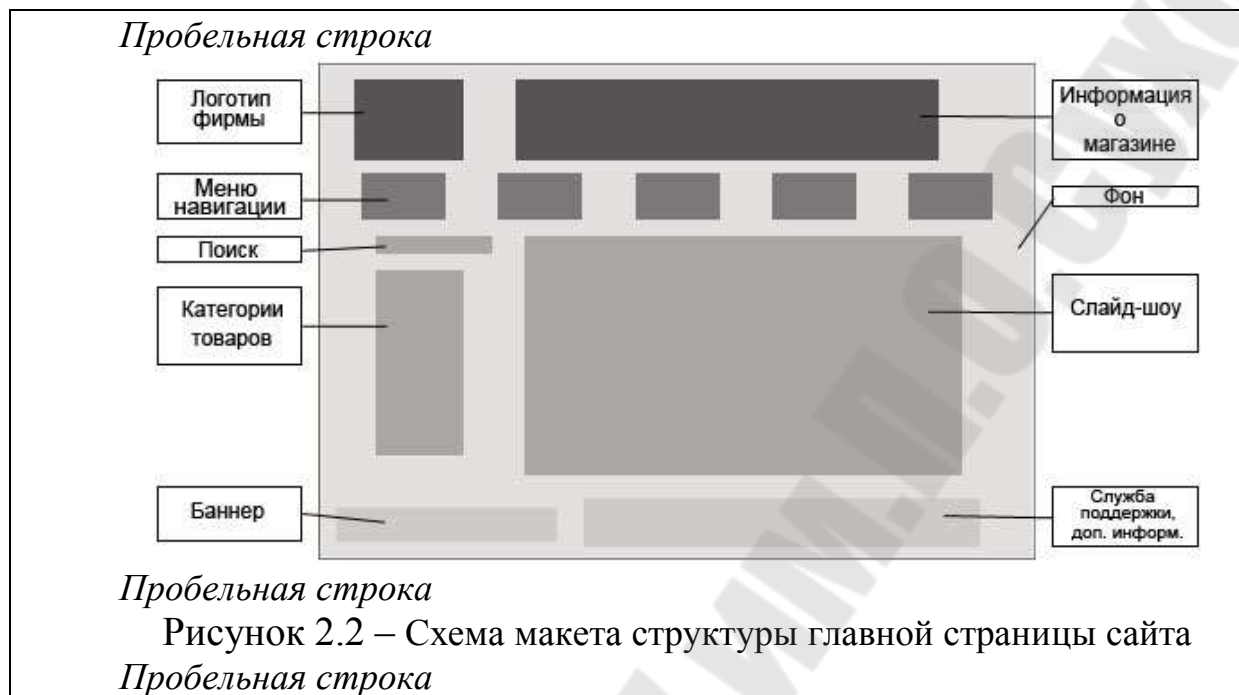 Пробельная строка
Логотип
фирмы
Информация
о
магазине
Меню
навигации
Фон
Поиск
Категории
товаров
Слайд-шоу
Баннер
Служба
поддержки,
доп. информ.
Пробельная строка
Рисунок 2.2 – Схема макета структуры главной страницы сайта
Пробельная строка